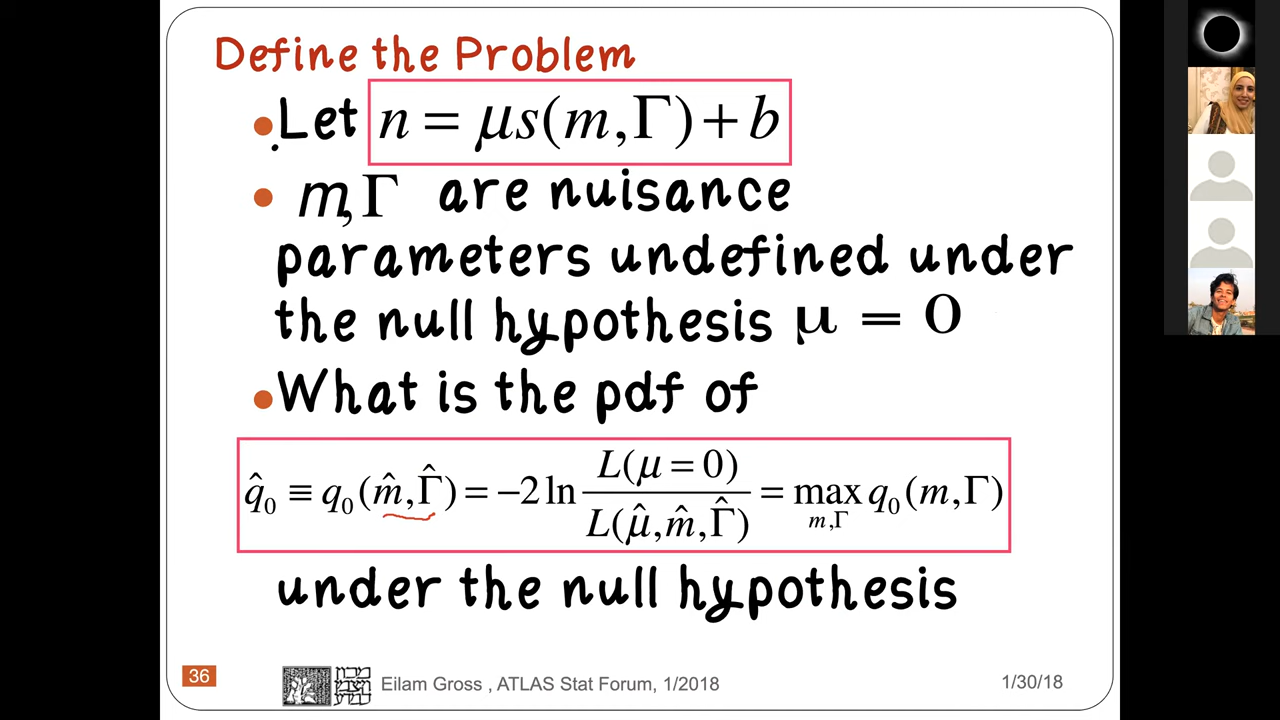 Define the Problem
•Let n = μs(m,Γ)+b
• m,Γ are nuisance
parameters undefined under
the null hypothesis μ = 0
•What is the pdf of
q̂₀ ≡ q₀(m̂,Γ̂) = −2 ln L(μ=0) / L(μ̂,m̂,Γ̂) = max_{m,Γ} q₀(m,Γ)
under the null hypothesis
36
Eilam Gross , ATLAS Stat Forum, 1/2018
1/30/18